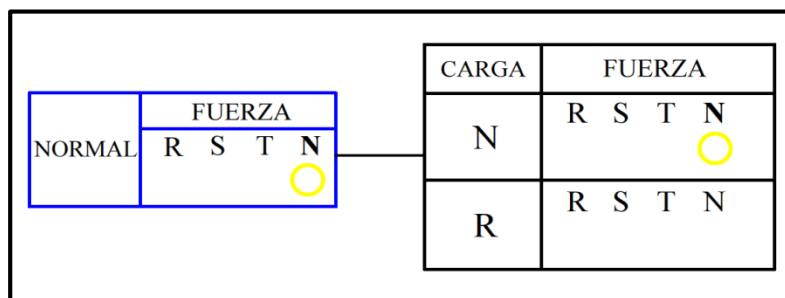 NORMAL
FUERZA
R S T N
CARGA FUERZA
N R S T N
R R S T N